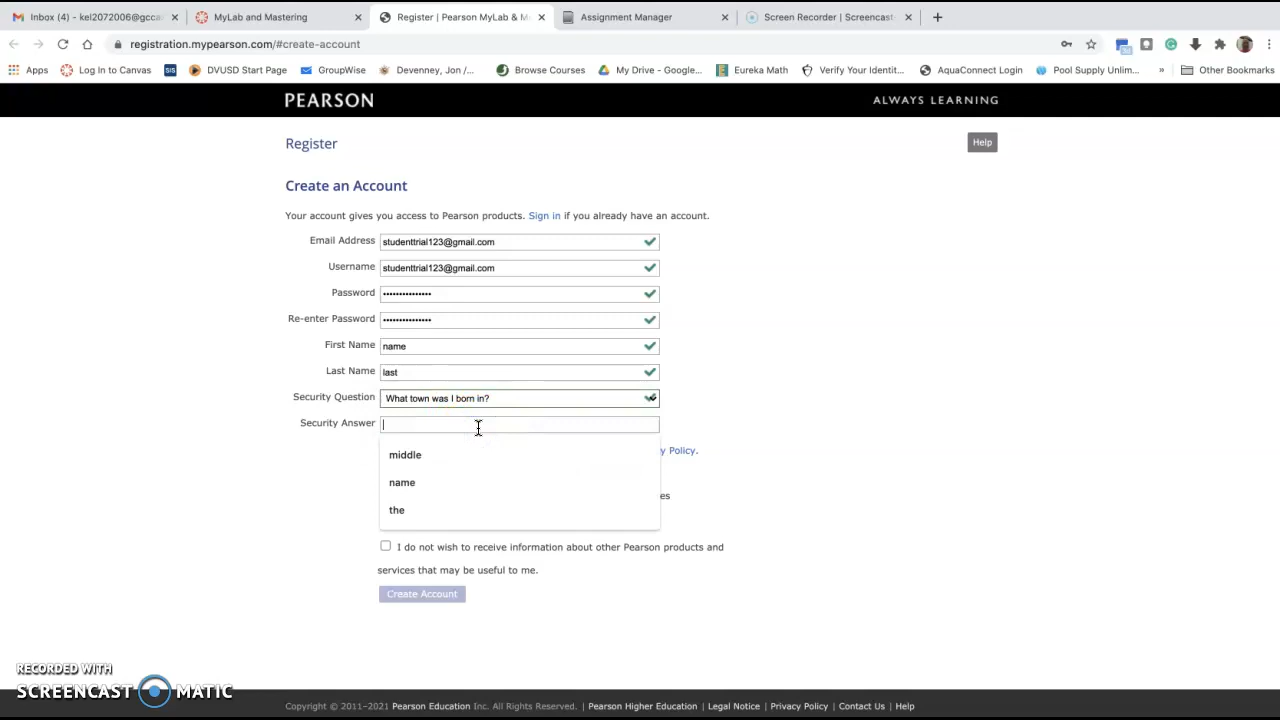 Inbox (4) - kel2072006@gcca
MyLab and Mastering
Register | Pearson MyLab & M
Assignment Manager
Screen Recorder | Screencast
registration.mypearson.com/#create-account
Apps
Log In to Canvas
SIS
DVUSD Start Page
GroupWise
Devenney, Jon /...
Browse Courses
My Drive - Google...
Eureka Math
Verify Your Identit...
AquaConnect Login
Pool Supply Unlim...
»
Other Bookmarks
PEARSON
ALWAYS LEARNING
Register
Help
Create an Account
Your account gives you access to Pearson products. Sign in if you already have an account.
Email Address studenttrial123@gmail.com
Username studenttrial123@gmail.com
Password •••••••••••••••
Re-enter Password •••••••••••••••
First Name name
Last Name last
Security Question What town was I born in?
Security Answer
middle
y Policy.
name
es
the
I do not wish to receive information about other Pearson products and
services that may be useful to me.
Create Account
RECORDED WITH
SCREENCAST MATIC
Copyright © 2011–2021 Pearson Education Inc. All Rights Reserved. | Pearson Higher Education | Legal Notice | Privacy Policy | Contact Us | Help